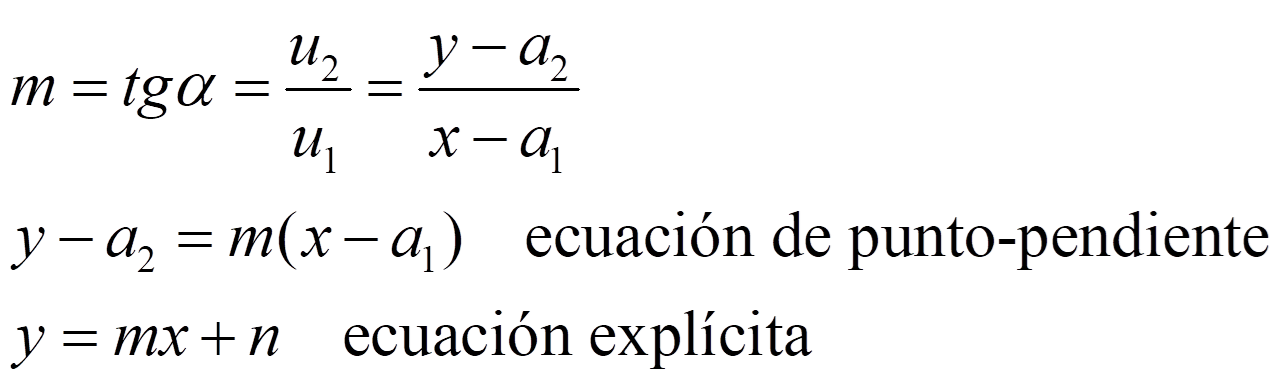 m = tgα = u₂/u₁ = (y − a₂)/(x − a₁)
y − a₂ = m(x − a₁) ecuación de punto-pendiente
y = mx + n ecuación explícita